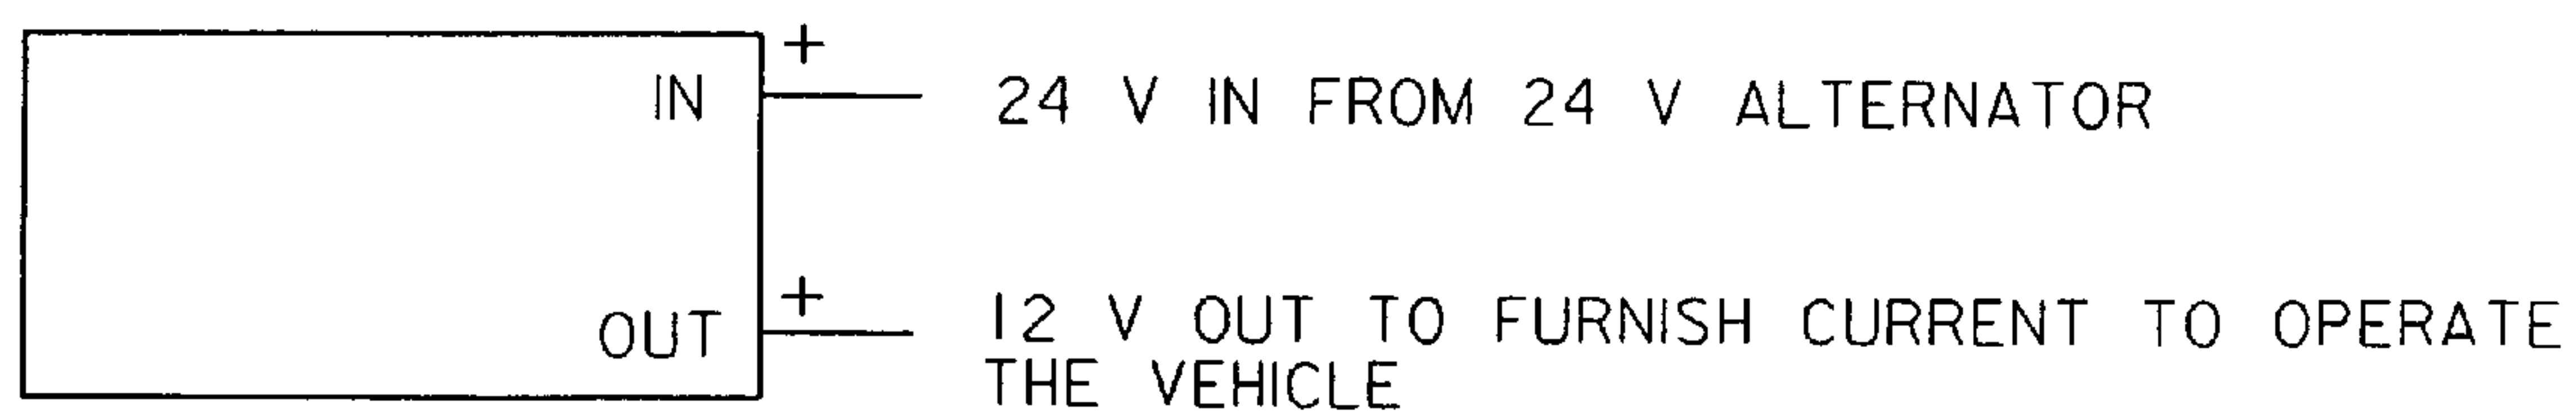 +
IN 24 V IN FROM 24 V ALTERNATOR
+
OUT 12 V OUT TO FURNISH CURRENT TO OPERATE
THE VEHICLE